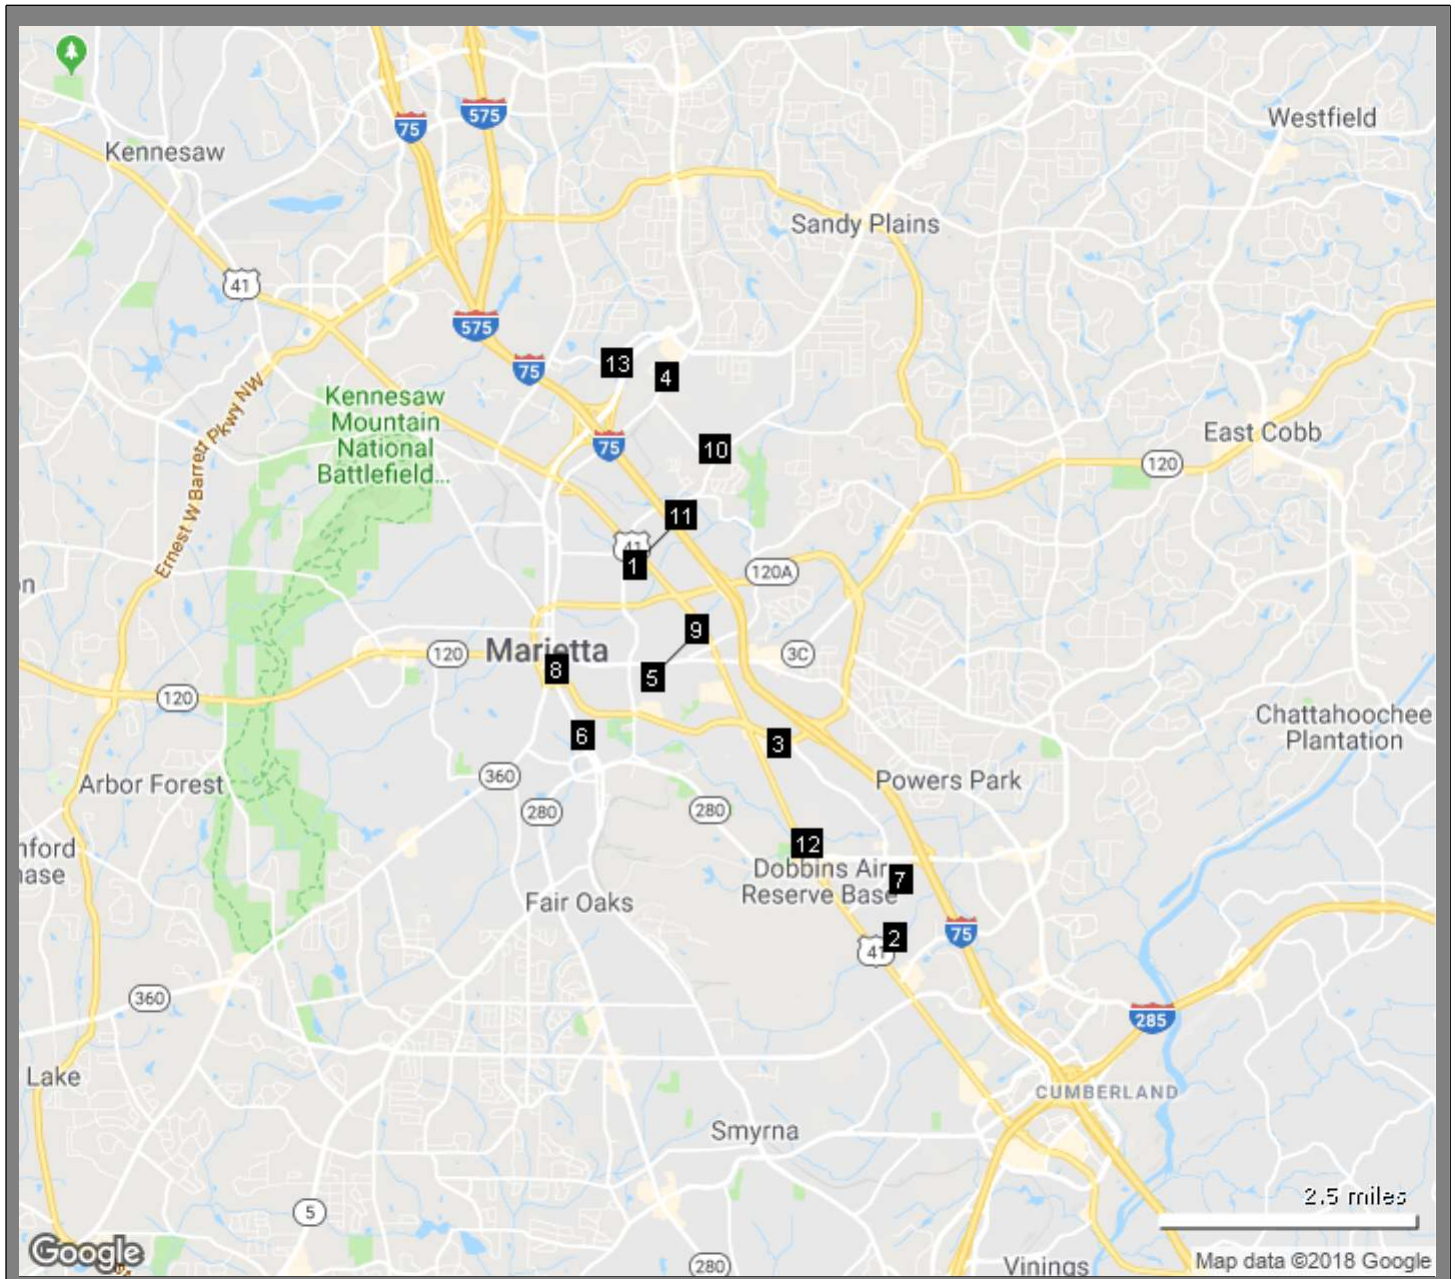 Westfield
575
75
Kennesaw
Sandy Plains
41
575
13
75
4
Kennesaw
Mountain
National
Battlefield...
Ernest W Barrett Pkwy NW
East Cobb
75
10
120
11
41
1
120A
9
Marietta
120
3C
8
5
120
Chattahoochee
Plantation
6
3
360
Powers Park
Arbor Forest
280
280
12
Dobbins Air
Reserve Base
7
Fair Oaks
2
75
41
360
285
Lake
CUMBERLAND
Smyrna
2.5 miles
5
Google
280
Vinings
Map data ©2018 Google